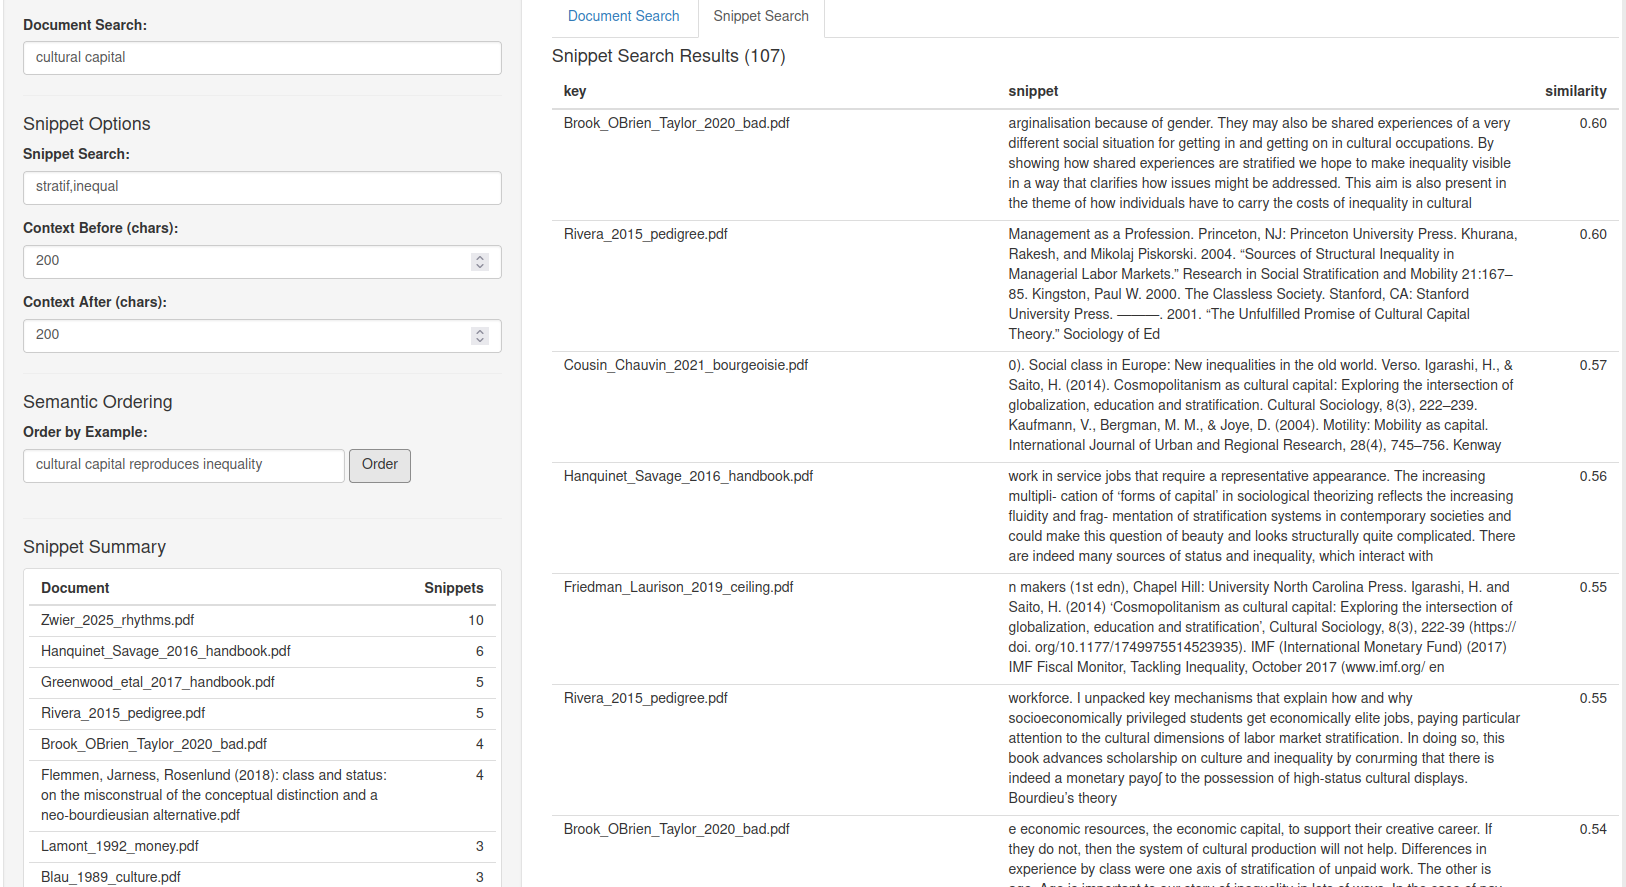 Document Search:
cultural capital
Snippet Options
Snippet Search:
stratif,inequal
Context Before (chars):
200
Context After (chars):
200
Semantic Ordering
Order by Example:
cultural capital reproduces inequality
Order
Snippet Summary
Document Snippets
Zwier_2025_rhythms.pdf 10
Hanquinet_Savage_2016_handbook.pdf 6
Greenwood_etal_2017_handbook.pdf 5
Rivera_2015_pedigree.pdf 5
Brook_OBrien_Taylor_2020_bad.pdf 4
Flemmen, Jarness, Rosenlund (2018): class and status: 4
on the misconstrual of the conceptual distinction and a
neo-bourdieusian alternative.pdf
Lamont_1992_money.pdf 3
Blau_1989_culture.pdf 3
Document Search Snippet Search
Snippet Search Results (107)
key snippet similarity
Brook_OBrien_Taylor_2020_bad.pdf arginalisation because of gender. They may also be shared experiences of a very 0.60
different social situation for getting in and getting on in cultural occupations. By
showing how shared experiences are stratified we hope to make inequality visible
in a way that clarifies how issues might be addressed. This aim is also present in
the theme of how individuals have to carry the costs of inequality in cultural
Rivera_2015_pedigree.pdf Management as a Profession. Princeton, NJ: Princeton University Press. Khurana, 0.60
Rakesh, and Mikolaj Piskorski. 2004. “Sources of Structural Inequality in
Managerial Labor Markets.” Research in Social Stratification and Mobility 21:167–
85. Kingston, Paul W. 2000. The Classless Society. Stanford, CA: Stanford
University Press. ———. 2001. “The Unfulfilled Promise of Cultural Capital
Theory.” Sociology of Ed
Cousin_Chauvin_2021_bourgeoisie.pdf 0). Social class in Europe: New inequalities in the old world. Verso. Igarashi, H., & 0.57
Saito, H. (2014). Cosmopolitanism as cultural capital: Exploring the intersection of
globalization, education and stratification. Cultural Sociology, 8(3), 222–239.
Kaufmann, V., Bergman, M. M., & Joye, D. (2004). Motility: Mobility as capital.
International Journal of Urban and Regional Research, 28(4), 745–756. Kenway
Hanquinet_Savage_2016_handbook.pdf work in service jobs that require a representative appearance. The increasing 0.56
multipli- cation of ‘forms of capital’ in sociological theorizing reflects the increasing
fluidity and frag- mentation of stratification systems in contemporary societies and
could make this question of beauty and looks structurally quite complicated. There
are indeed many sources of status and inequality, which interact with
Friedman_Laurison_2019_ceiling.pdf n makers (1st edn), Chapel Hill: University North Carolina Press. Igarashi, H. and 0.55
Saito, H. (2014) ‘Cosmopolitanism as cultural capital: Exploring the intersection of
globalization, education and stratification’, Cultural Sociology, 8(3), 222-39 (https://
doi. org/10.1177/1749975514523935). IMF (International Monetary Fund) (2017)
IMF Fiscal Monitor, Tackling Inequality, October 2017 (www.imf.org/ en
Rivera_2015_pedigree.pdf workforce. I unpacked key mechanisms that explain how and why 0.55
socioeconomically privileged students get economically elite jobs, paying particular
attention to the cultural dimensions of labor market stratification. In doing so, this
book advances scholarship on culture and inequality by conɹrming that there is
indeed a monetary payoʃ to the possession of high-status cultural displays.
Bourdieu’s theory
Brook_OBrien_Taylor_2020_bad.pdf e economic resources, the economic capital, to support their creative career. If 0.54
they do not, then the system of cultural production will not help. Differences in
experience by class were one axis of stratification of unpaid work. The other is